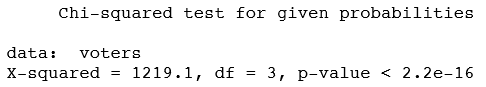 Chi-squared test for given probabilities
data:  voters
X-squared = 1219.1, df = 3, p-value < 2.2e-16